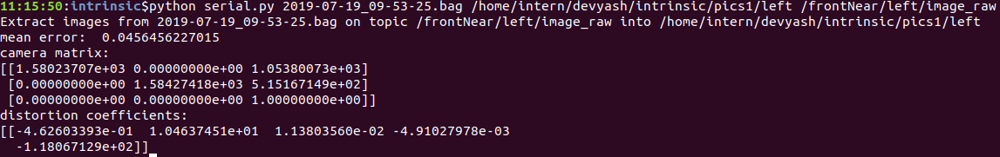 11:15:50:intrinsic$python serial.py 2019-07-19_09-53-25.bag /home/intern/devyash/intrinsic/pics1/left /frontNear/left/image_raw
Extract images from 2019-07-19_09-53-25.bag on topic /frontNear/left/image_raw into /home/intern/devyash/intrinsic/pics1/left
mean error:  0.0456456227015
camera matrix:
[[1.58023707e+03 0.00000000e+00 1.05380073e+03]
 [0.00000000e+00 1.58427418e+03 5.15167149e+02]
 [0.00000000e+00 0.00000000e+00 1.00000000e+00]]
distortion coefficients:
[[-4.62603393e-01  1.04637451e+01  1.13803560e-02 -4.91027978e-03
  -1.18067129e+02]]